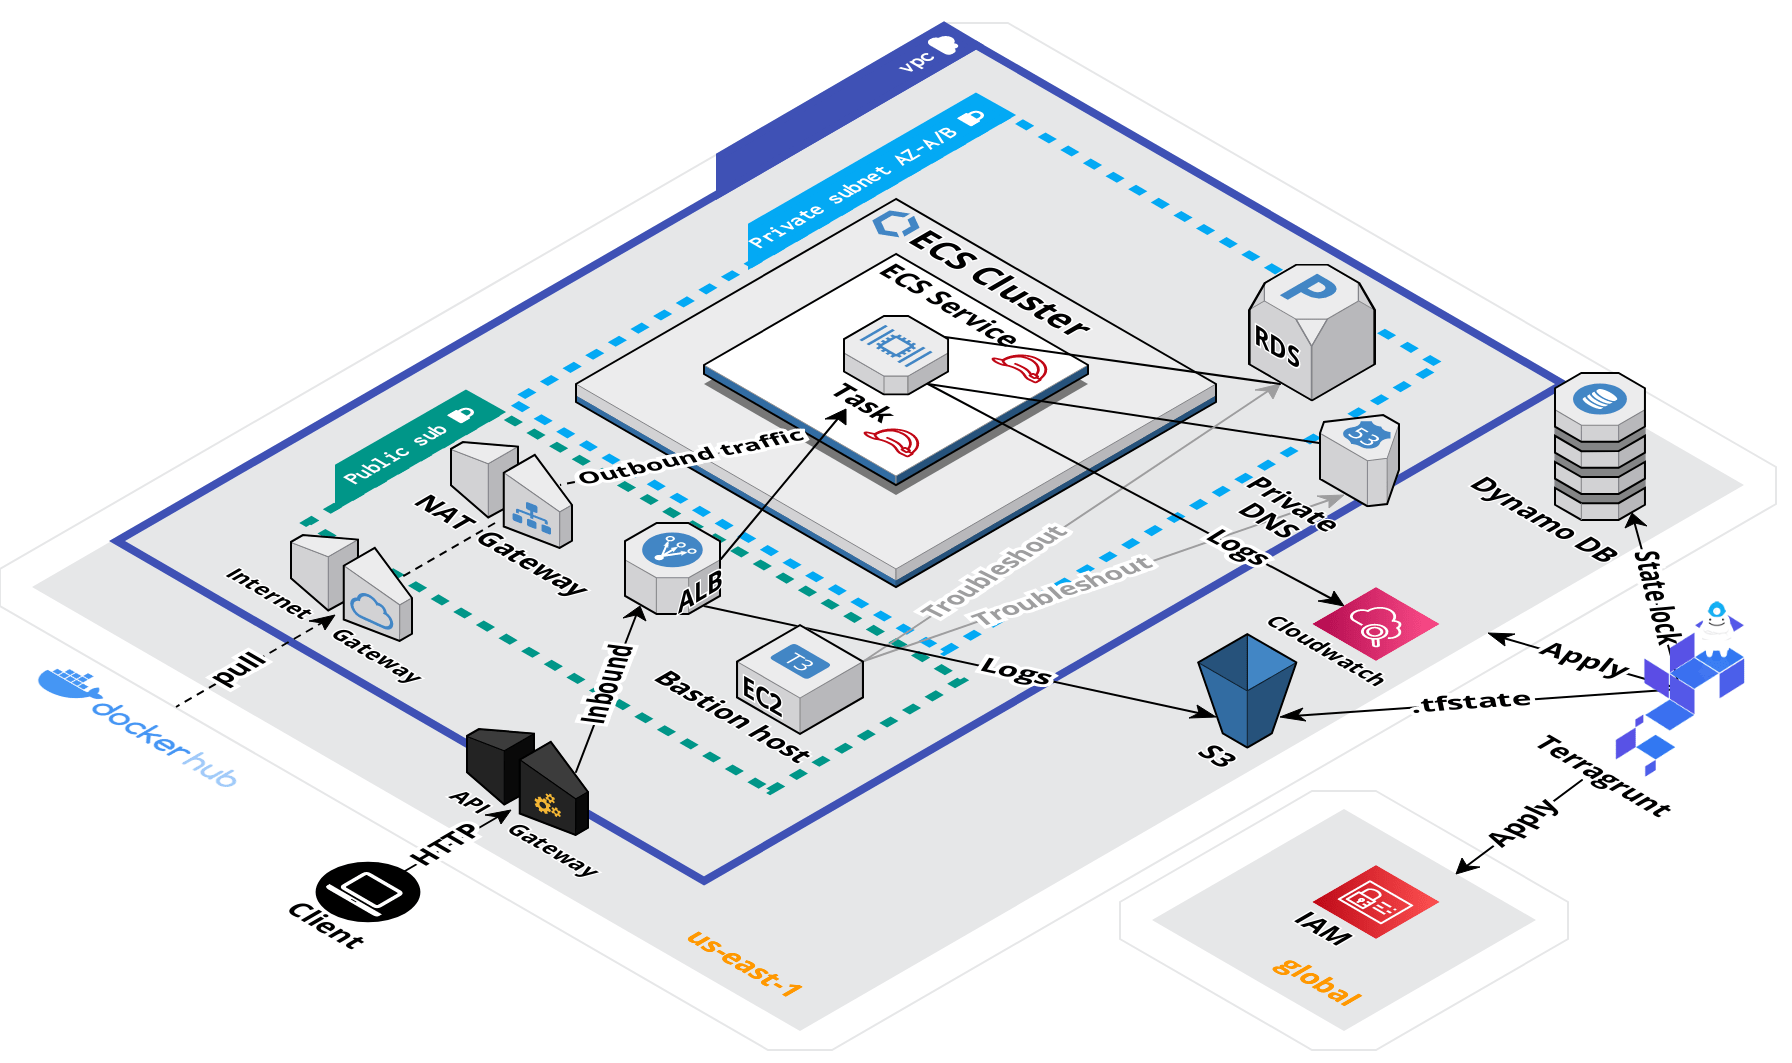 vpc
Private subnet AZ-A/B
ECS Cluster
ECS Service
P
RDS
Task
Public sub
Outbound traffic
53
NAT
Gateway
Private
DNS
Dynamo DB
Internet
Gateway
ALB
Troubleshout
Troubleshout
Logs
State lock
pull
Inbound
T3
EC2
Bastion host
Logs
Cloudwatch
Apply
.tfstate
docker hub
S3
Terragrunt
API
Gateway
HTTP
Apply
Client
us-east-1
IAM
global